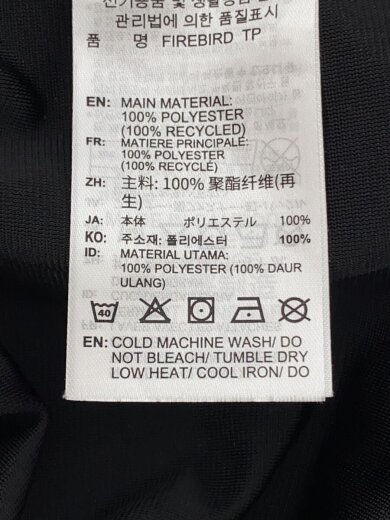 관리법에 의한 품질표시
품 명 FIREBIRD TP
EN: MAIN MATERIAL:
100% POLYESTER
(100% RECYCLED)
FR: MATIERE PRINCIPALE:
100% POLYESTER
(100% RECYCLÉ)
ZH: 主料: 100% 聚酯纤维(再
生)
JA: 本体 ポリエステル 100%
KO: 주소재: 폴리에스터 100%
ID: MATERIAL UTAMA:
100% POLYESTER (100% DAUR
ULANG)
40
EN: COLD MACHINE WASH/ DO
NOT BLEACH/ TUMBLE DRY
LOW HEAT/ COOL IRON/ DO